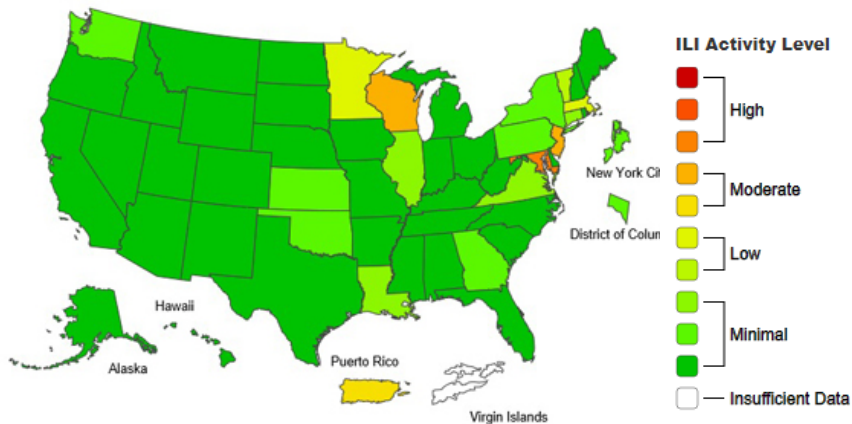 ILI Activity Level
High
New York Ci
Moderate
District of Colum
Low
Hawaii
Minimal
Alaska
Puerto Rico
Insufficient Data
Virgin Islands